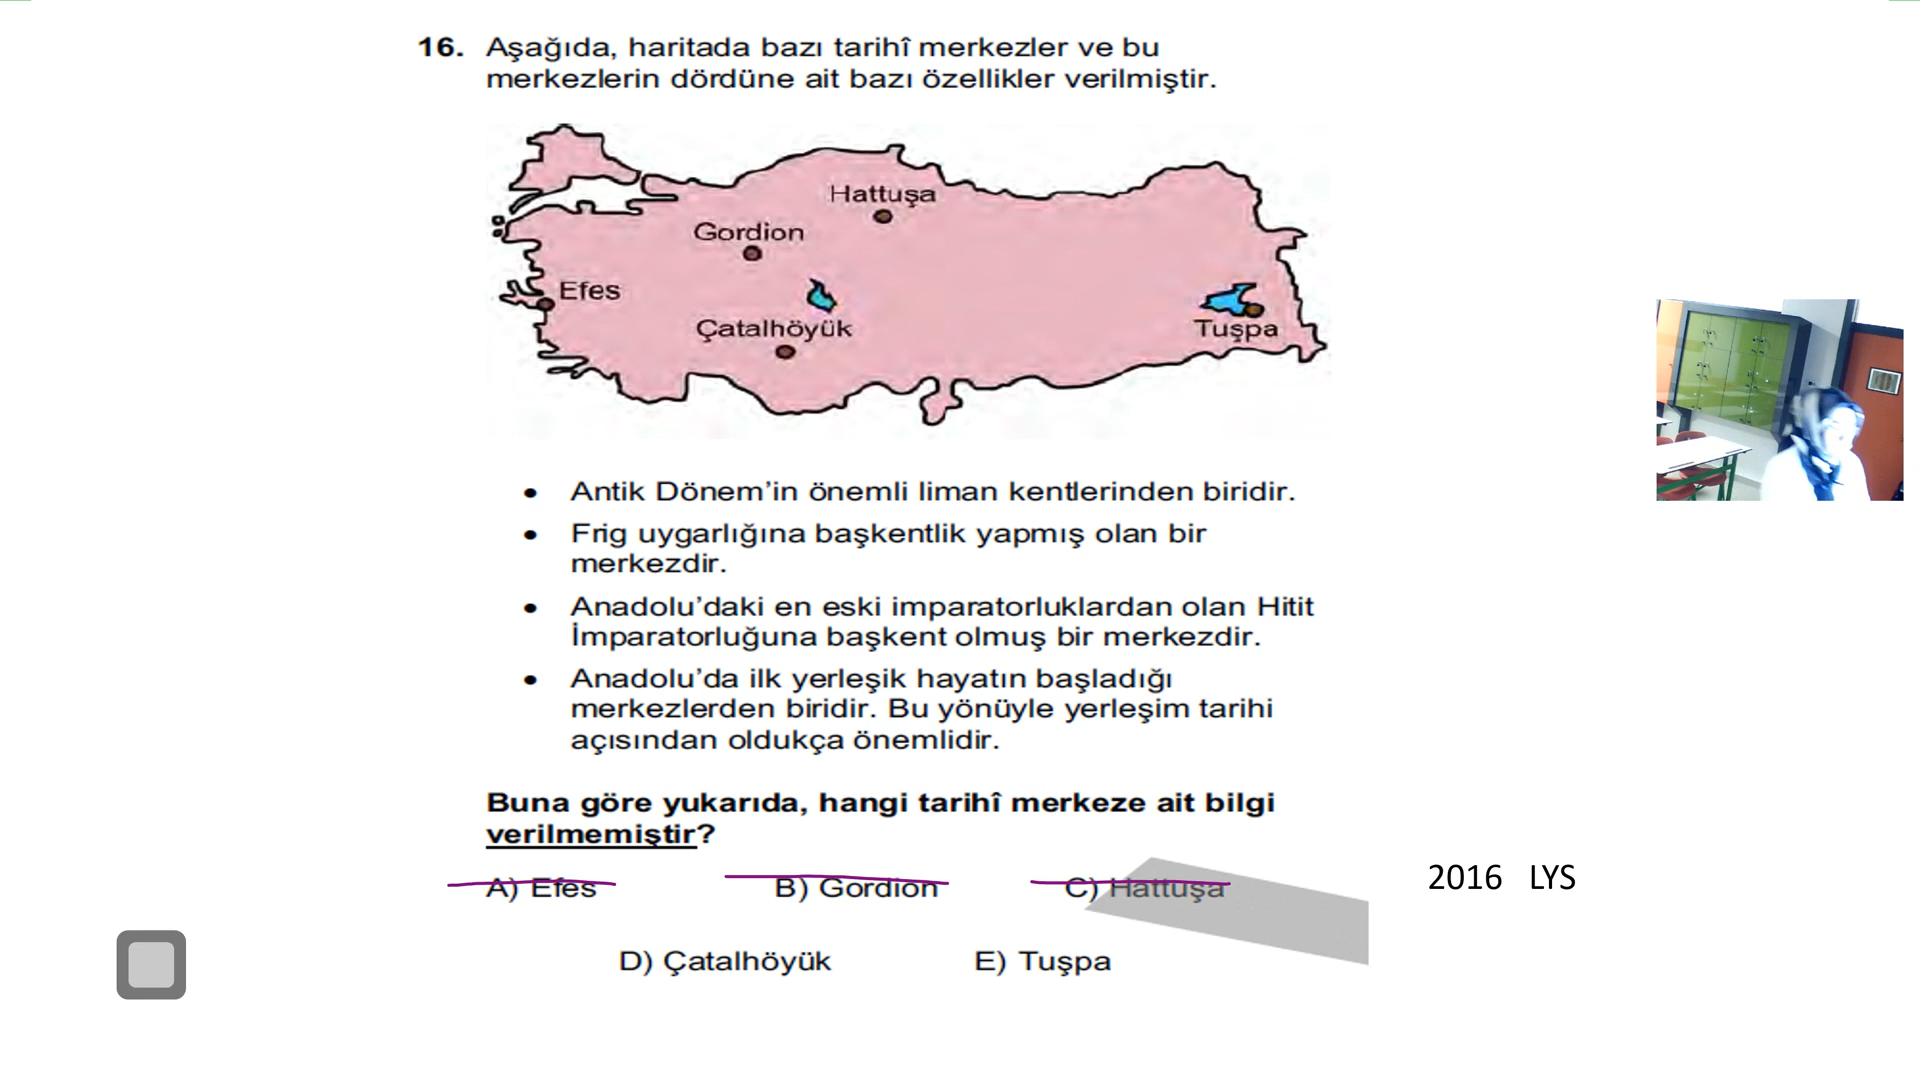 16. Aşağıda, haritada bazı tarihî merkezler ve bu
merkezlerin dördüne ait bazı özellikler verilmiştir.
Hattuşa
Gordion
Efes
Çatalhöyük
Tuşpa
• Antik Dönem’in önemli liman kentlerinden biridir.
• Frig uygarlığına başkentlik yapmış olan bir
merkezdir.
• Anadolu’daki en eski imparatorluklardan olan Hitit
İmparatorluğuna başkent olmuş bir merkezdir.
• Anadolu’da ilk yerleşik hayatın başladığı
merkezlerden biridir. Bu yönüyle yerleşim tarihi
açısından oldukça önemlidir.
Buna göre yukarıda, hangi tarihî merkeze ait bilgi
verilmemiştir?
A) Efes B) Gordion C) Hattuşa
2016 LYS
D) Çatalhöyük E) Tuşpa